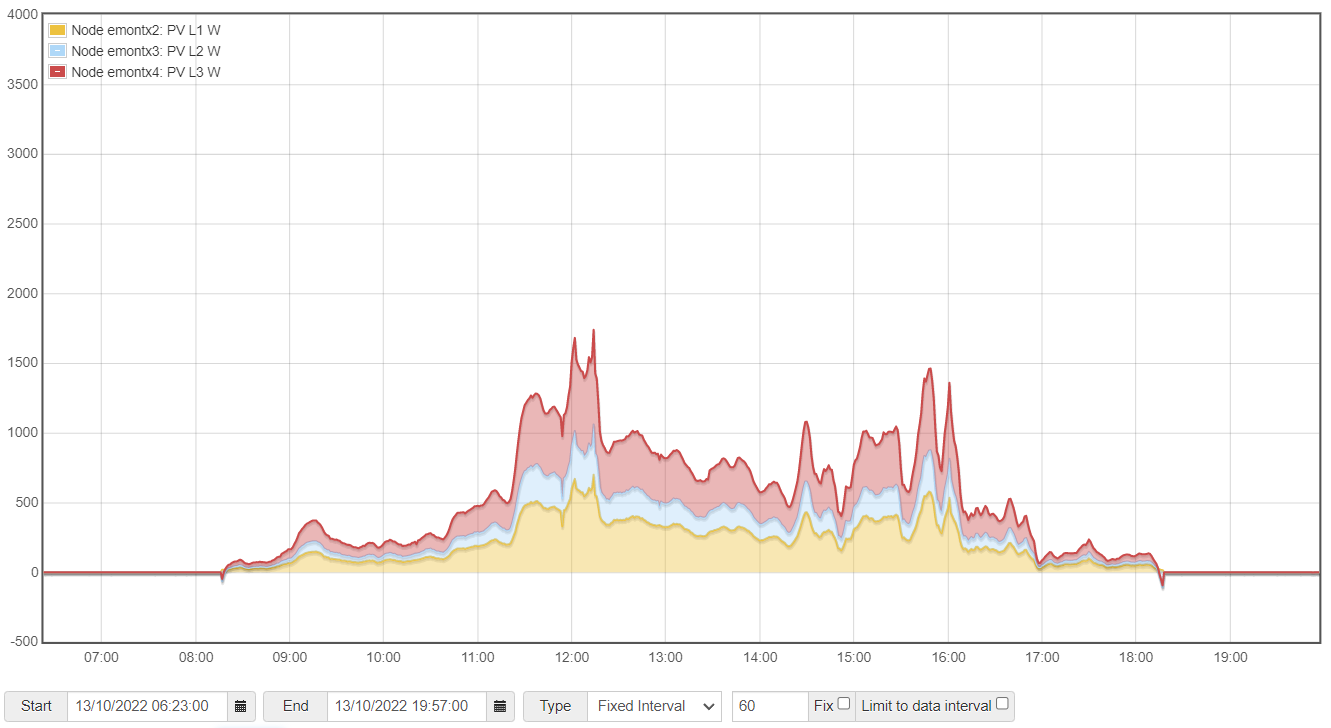 4000
Node emontx2: PV L1 W
Node emontx3: PV L2 W
Node emontx4: PV L3 W
3500
3000
2500
2000
1500
1000
500
0
-500
07:00 08:00 09:00 10:00 11:00 12:00 13:00 14:00 15:00 16:00 17:00 18:00 19:00
Start 13/10/2022 06:23:00 End 13/10/2022 19:57:00 Type Fixed Interval 60 Fix Limit to data interval